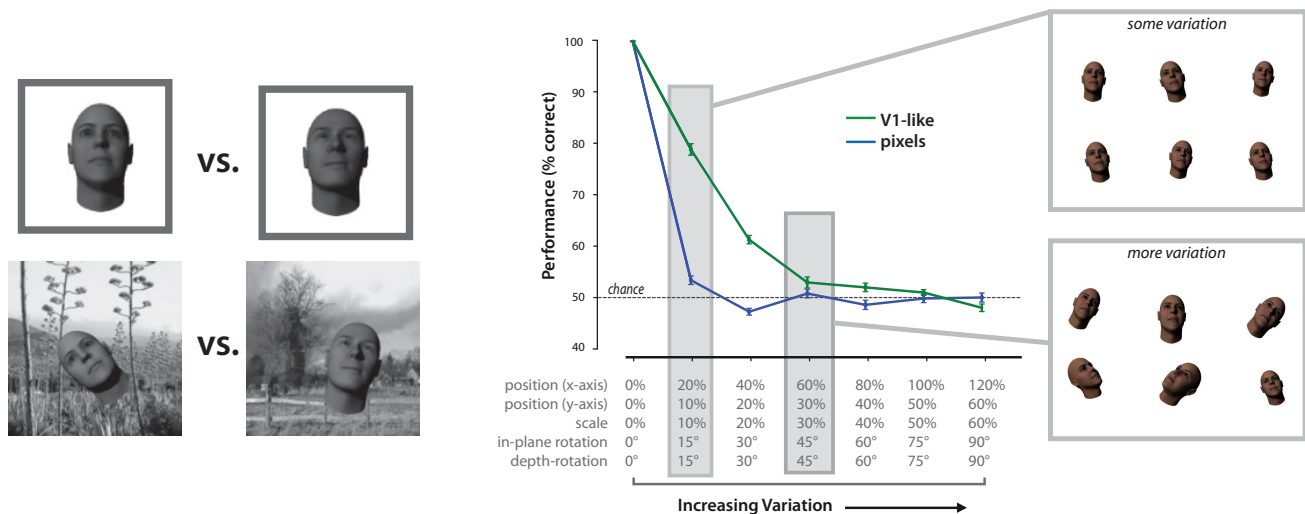 VS.
VS.
Performance (% correct)
100
90
80
70
60
50
40
chance
V1-like
pixels
position (x-axis) 0% 20% 40% 60% 80% 100% 120%
position (y-axis) 0% 10% 20% 30% 40% 50% 60%
scale 0% 10% 20% 30% 40% 50% 60%
in-plane rotation 0° 15° 30° 45° 60° 75° 90°
depth-rotation 0° 15° 30° 45° 60° 75° 90°
Increasing Variation
some variation
more variation